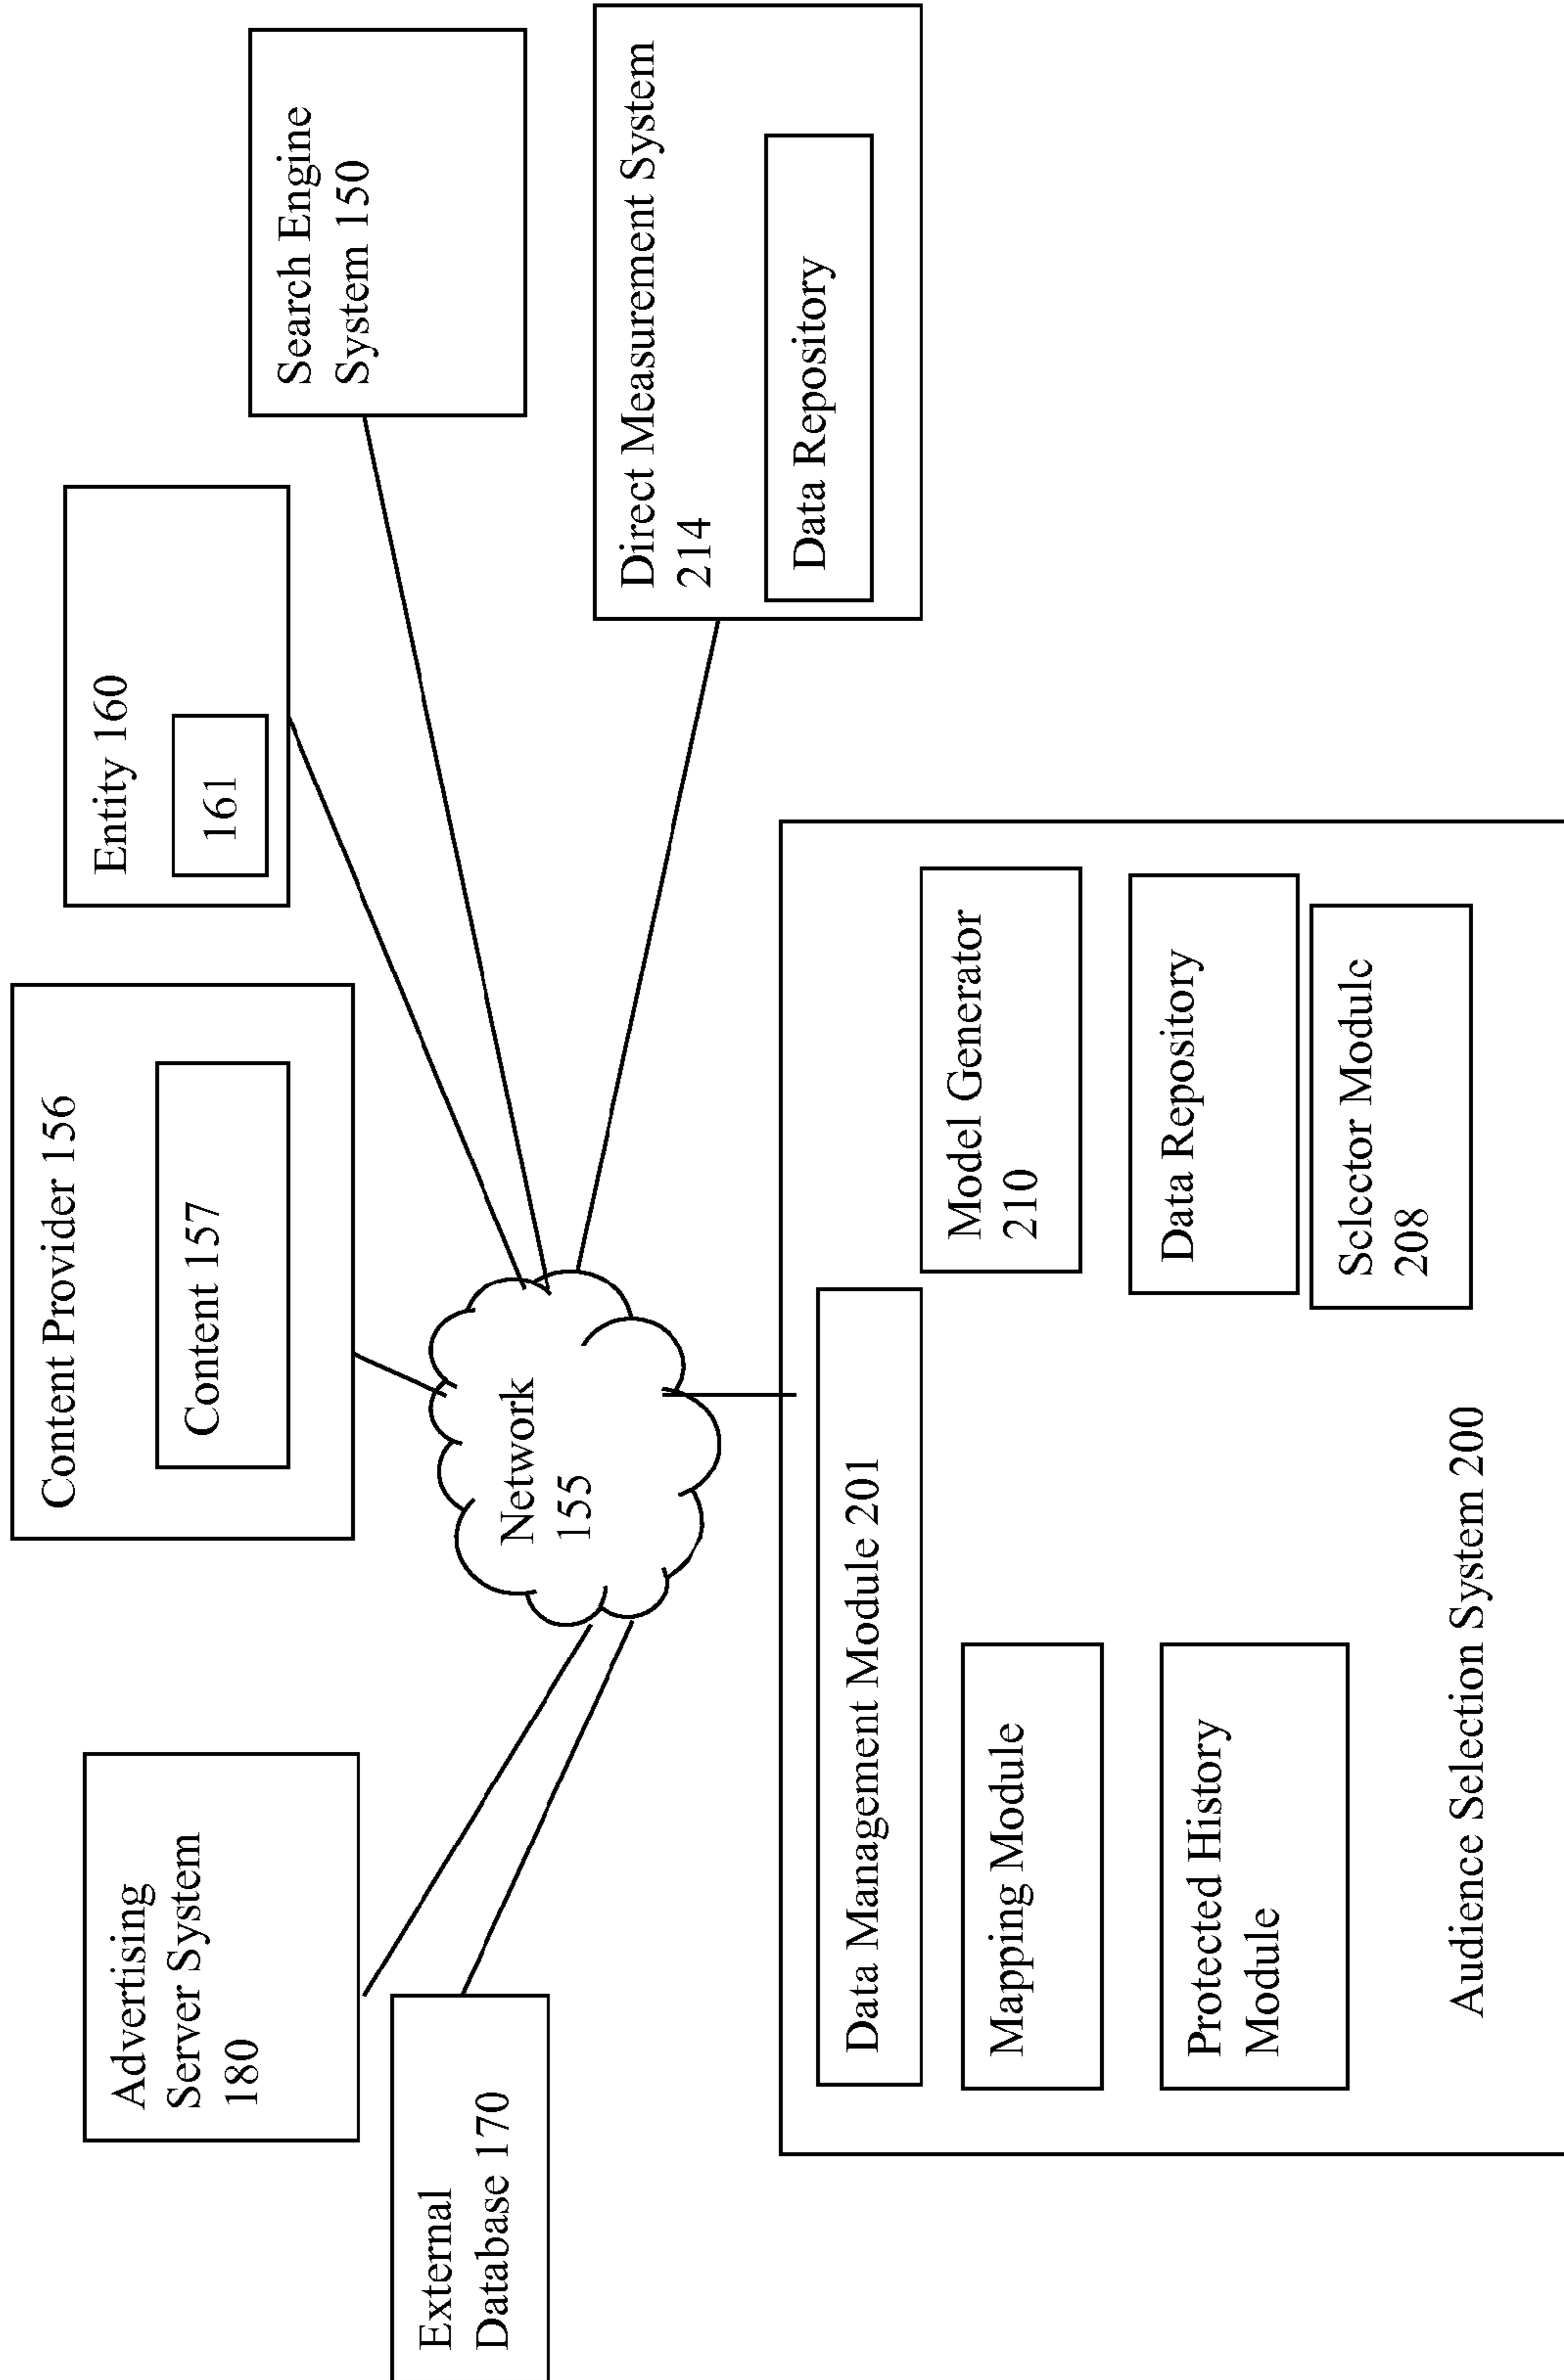 Content Provider 156
Content 157
Entity 160
161
Search Engine
System 150
Advertising
Server System
180
External
Database 170
Network
155
Direct Measurement System
214
Data Repository
Data Management Module 201
Model Generator
210
Mapping Module
Data Repository
Protected History
Module
Selector Module
208
Audience Selection System 200